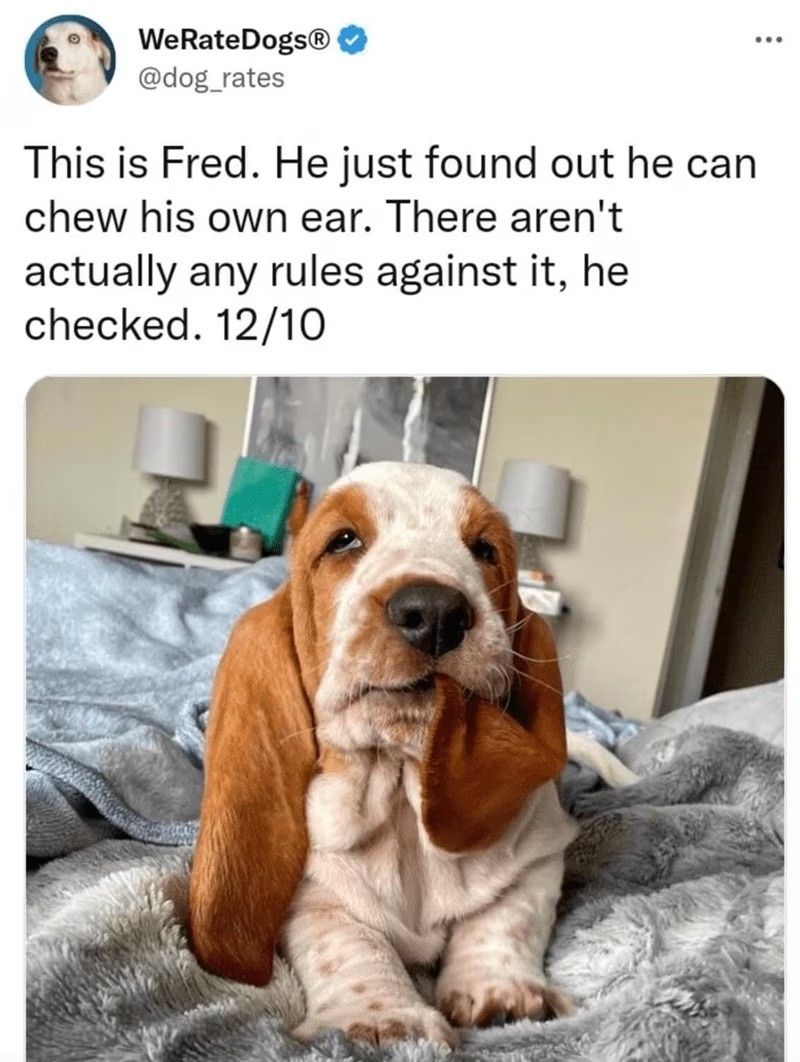 WeRateDogs®
@dog_rates
This is Fred. He just found out he can
chew his own ear. There aren't
actually any rules against it, he
checked. 12/10